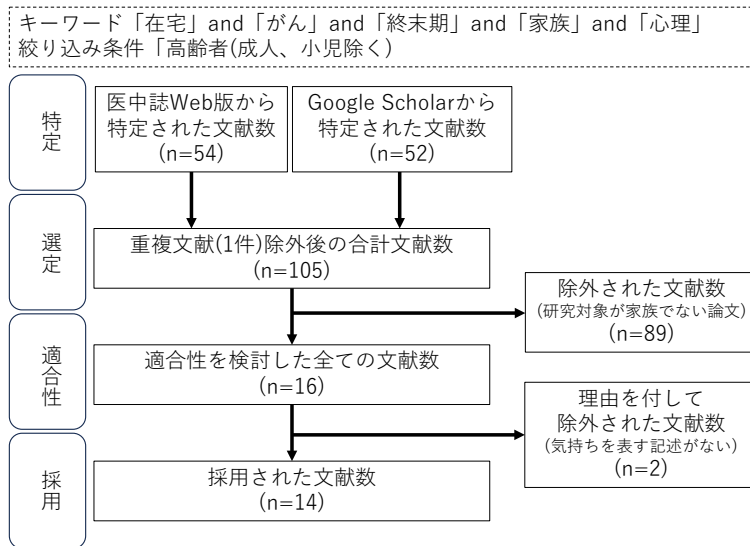 キーワード「在宅」and「がん」and「終末期」and「家族」and「心理」
絞り込み条件「高齢者(成人、小児除く)
特定
医中誌Web版から
特定された文献数
(n=54)
Google Scholarから
特定された文献数
(n=52)
選定
重複文献(1件)除外後の合計文献数
(n=105)
除外された文献数
(研究対象が家族でない論文)
(n=89)
適合性
適合性を検討した全ての文献数
(n=16)
理由を付して
除外された文献数
(気持ちを表す記述がない)
(n=2)
採用
採用された文献数
(n=14)